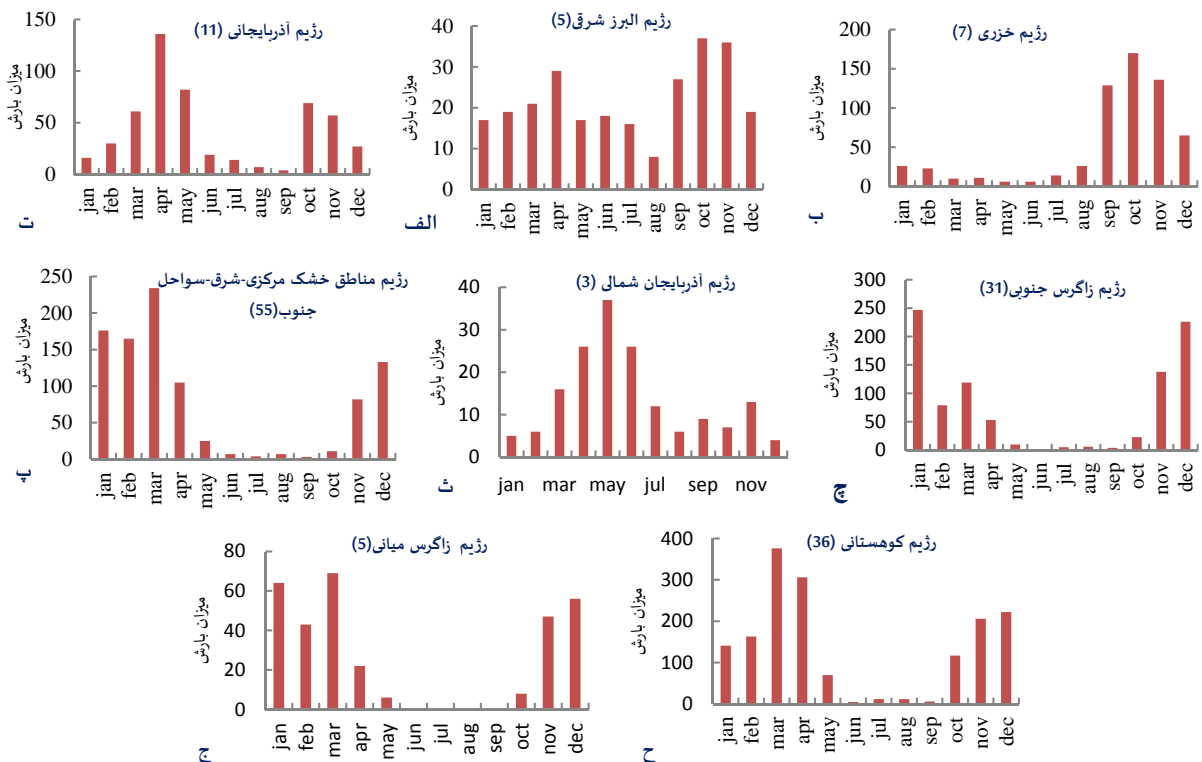 رژیم آذربایجانی (11)
میزان بارش
150
100
50
0
jan feb mar apr may jun jul aug sep oct nov dec
ت
رژیم البرز شرقی(5)
میزان بارش
40
30
20
10
0
jan feb mar apr may jun jul aug sep oct nov dec
الف
رژیم خزری (7)
میزان بارش
200
150
100
50
0
jan feb mar apr may jun jul aug sep oct nov dec
ب
رژیم مناطق خشک مرکزی-شرق-سواحل
جنوب(55)
میزان بارش
250
200
150
100
50
0
jan feb mar apr may jun jul aug sep oct nov dec
پ
رژیم آذربایجان شمالی (3)
میزان بارش
40
30
20
10
0
jan mar may jul sep nov
ث
رژیم زاگرس جنوبی(31)
میزان بارش
300
250
200
150
100
50
0
jan feb mar apr may jun jul aug sep oct nov dec
چ
رژیم زاگرس میانی(5)
میزان بارش
80
60
40
20
0
jan feb mar apr may jun jul aug sep oct nov dec
ج
رژیم کوهستانی (36)
میزان بارش
400
300
200
100
0
jan feb mar apr may jun jul aug sep oct nov dec
ح